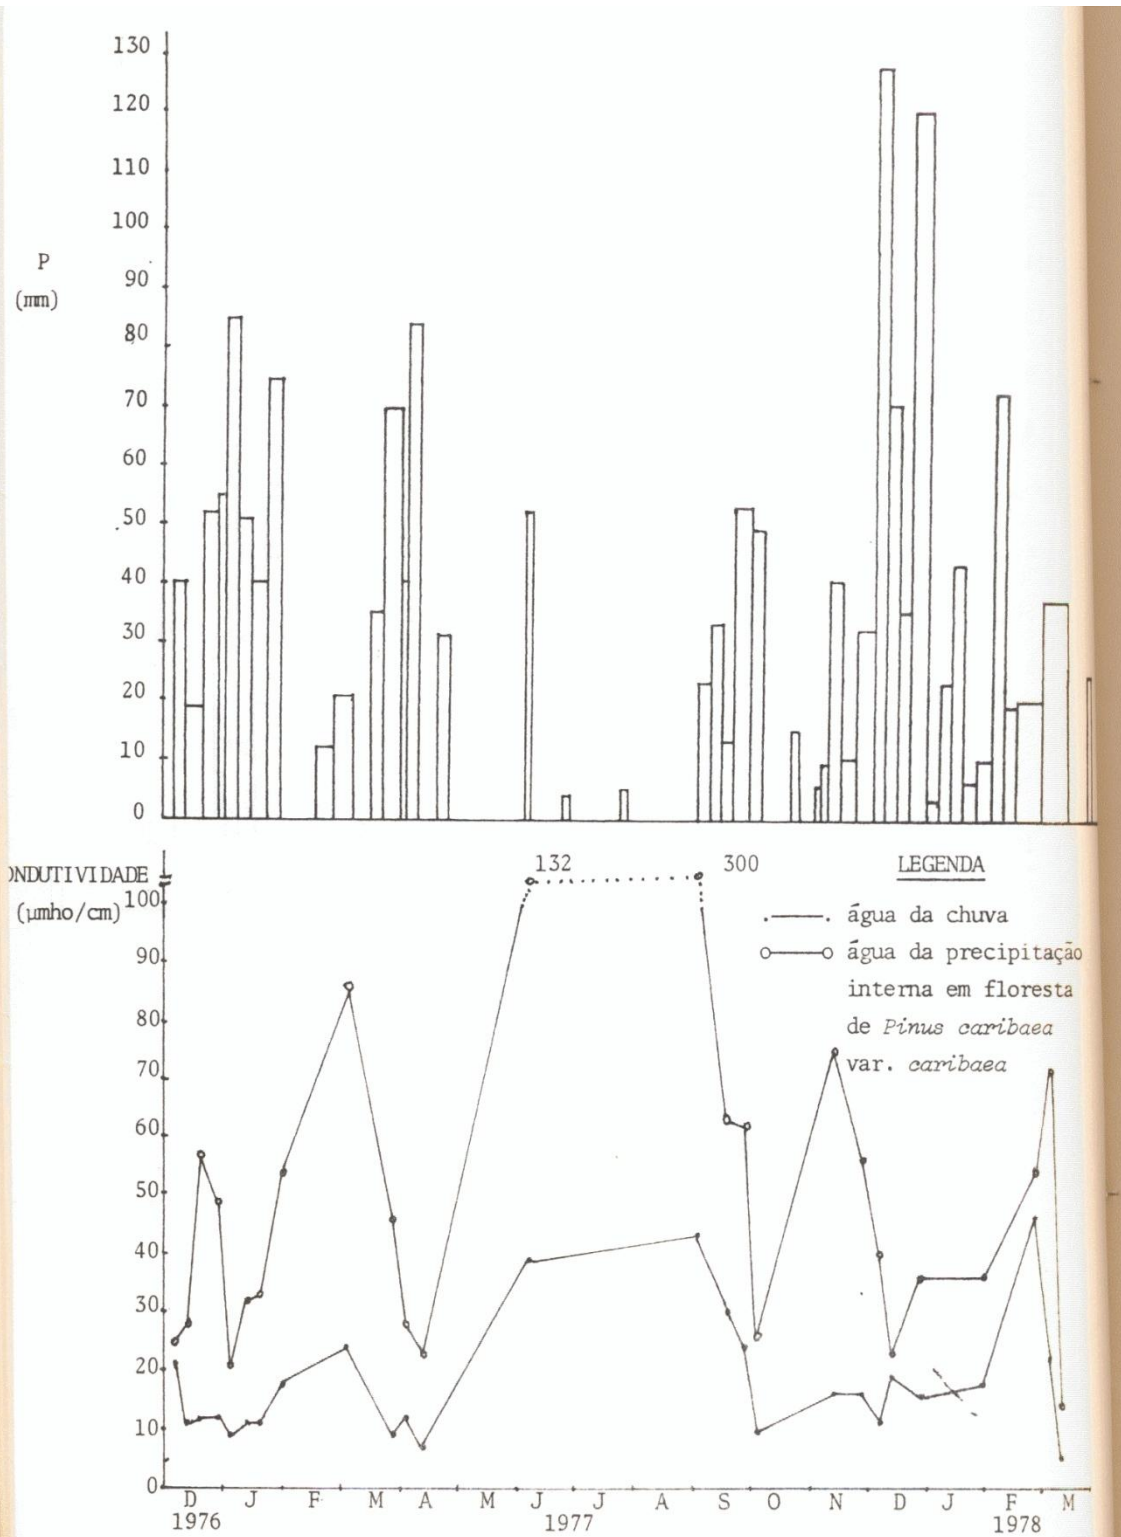 130
120
110
100
P
90
(mm)
80
70
60
50
40
30
20
10
0
132
300
LEGENDA
ONDUTIVIDADE
(µmho/cm)
100
água da chuva
água da precipitação
interna em floresta
de Pinus caribaea
var. caribaea
90
80
70
60
50
40
30
20
10
0
D J F M A M J J A S O N D J F M
1976 1977 1978